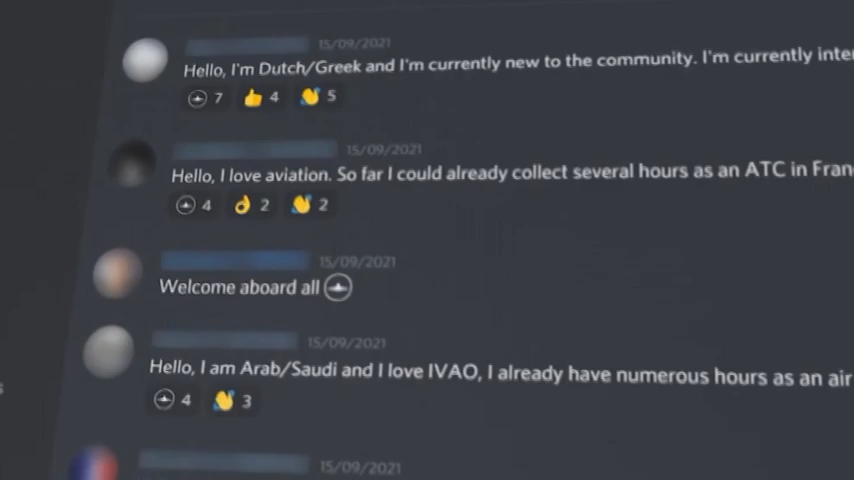 15/09/2021
Hello, I'm Dutch/Greek and I'm currently new to the community. I'm currently
7 4 5
15/09/2021
Hello, I love aviation. So far I could already collect several hours as an ATC in
4 2 2
15/09/2021
Welcome aboard all
15/09/2021
Hello, I am Arab/Saudi and I love IVAO, I already have numerous hours as an air
4 3
15/09/2021